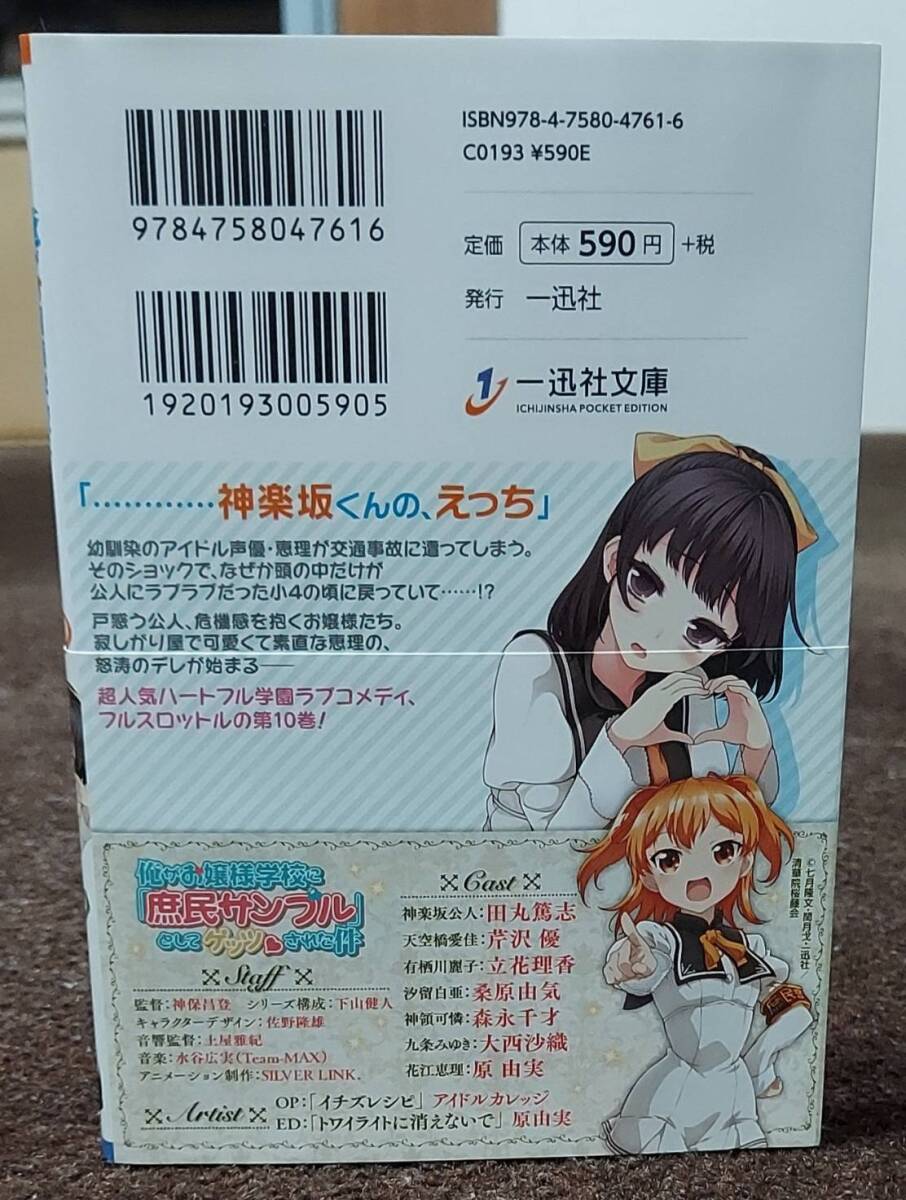 ISBN978-4-7580-4761-6
C0193 ¥590E
9784758047616
定価 本体 590 円 +税
発行 一迅社
1920193005905
一迅社文庫
ICHIJINSHA POCKET EDITION
「…………神楽坂くんの、えっち」
幼馴染のアイドル声優・恵理が交通事故に遭ってしまう。
そのショックで、なぜか頭の中だけが
公人にラブラブだった小4の頃に戻っていて……!?
戸惑う公人、危機感を抱くお嬢様たち。
寂しがり屋で可愛くて素直な恵理の、
怒涛のデレが始まる──
超人気ハートフル学園ラブコメディ、
フルスロットルの第10巻!
俺がお嬢様学校に
「庶民サンプル」
としてゲッツ♥された件
Staff
監督:神保昌登 シリーズ構成:下山健人
キャラクターデザイン:佐野隆雄
音響監督:土屋雅紀
音楽:水谷広実(Team-MAX)
アニメーション制作:SILVER LINK.
Cast
神楽坂公人:田丸篤志
天空橋愛佳:芹沢 優
有栖川麗子:立花理香
汐留白亜:桑原由気
神領可憐:森永千才
九条みゆき:大西沙織
花江恵理:原 由実
Artist
OP:「イチズレシピ」アイドルカレッジ
ED:「トワイライトに消えないで」原由実
©七月隆文・閏月戈・一迅社
清華院桜藤会